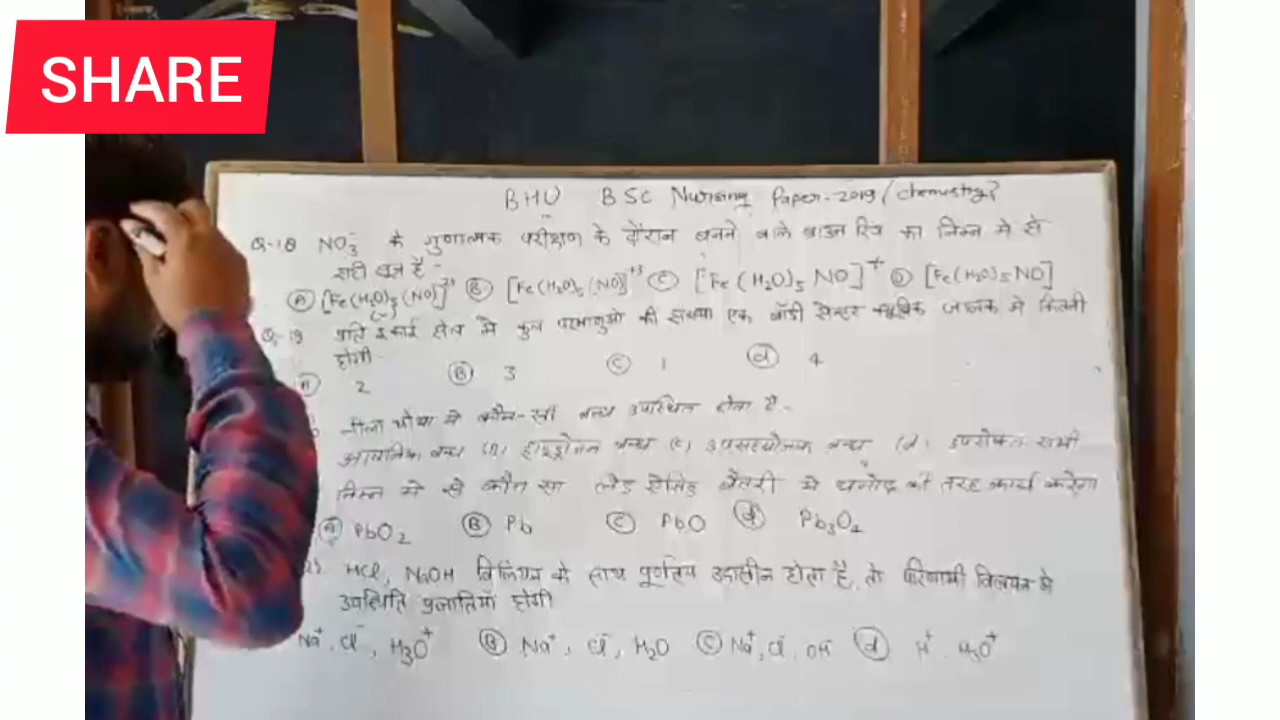 SHARE
BHU BSc Nursing Paper-2019 (chemistry)
Q-18 NO₃⁻ के गुणात्मक परीक्षण के दौरान बनने वाले ब्राउन रिंग का निम्न में से
सही सूत्र है -
Ⓐ [Fe(H₂O)₅(NO)]²⁺ Ⓑ [Fe(H₂O)₅(NO)]⁺³ Ⓒ [Fe(H₂O)₅ NO]⁺ Ⓓ [Fe(H₂O)₅NO]
Q-19 प्रति इकाई सेल में कुल परमाणुओ की संख्या एक बॉडी सेन्टर क्यूबिक जालक मे कितनी
होगी-
Ⓐ 2 Ⓑ 3 Ⓒ 1 ⓓ 4
नीला थोथा मे कौन-सा बन्ध उपस्थित होता है -
आयनिक बन्ध (B) हाइड्रोजन बन्ध (c) उपसहसंयोजक बन्ध (d) उपरोक्त सभी
निम्न मे से कौन सा लैड ऐसिड बैटरी मे धनोद की तरह कार्य करेगा
Ⓐ PbO₂ Ⓑ Pb Ⓒ PbO ⓓ Pb₃O₄
HCl, NaOH विलियन के साथ पूर्णतय उदासीन होता है, तो परिणामी विलयन मे
उपस्थिति प्रजातियाँ होगी
Na⁺, Cl⁻, H₃O⁺ Ⓑ Na⁺, Cl⁻, H₂O Ⓒ Na⁺, Cl⁻, OH⁻ ⓓ H⁺, H₃O⁺